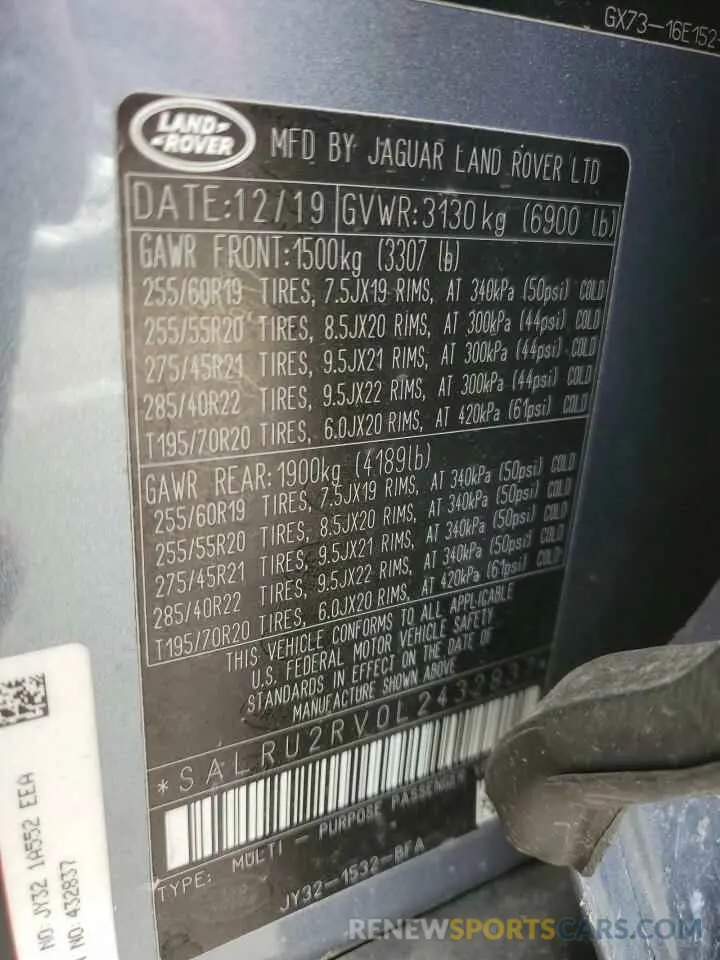 GX73-16E152-
LAND-
-ROVER
MFD BY JAGUAR LAND ROVER LTD
DATE:12/19 GVWR:3130kg (6900 lb)
GAWR FRONT:1500kg (3307 lb)
255/60R19 TIRES, 7.5JX19 RIMS, AT 340kPa (50psi) COLD
255/55R20 TIRES, 8.5JX20 RIMS, AT 300kPa (44psi) COLD
275/45R21 TIRES, 9.5JX21 RIMS, AT 300kPa (44psi) COLD
285/40R22 TIRES, 9.5JX22 RIMS, AT 300kPa (44psi) COLD
T195/70R20 TIRES, 6.0JX20 RIMS, AT 420kPa (61psi) COLD
GAWR REAR:1900kg (4189lb)
255/60R19 TIRES, 7.5JX19 RIMS, AT 340kPa (50psi) COLD
255/55R20 TIRES, 8.5JX20 RIMS, AT 340kPa (50psi) COLD
275/45R21 TIRES, 9.5JX21 RIMS, AT 340kPa (50psi) COLD
285/40R22 TIRES, 9.5JX22 RIMS, AT 340kPa (50psi) COLD
T195/70R20 TIRES, 6.0JX20 RIMS, AT 420kPa (61psi) COLD
THIS VEHICLE CONFORMS TO ALL APPLICABLE
U.S. FEDERAL MOTOR VEHICLE SAFETY
STANDARDS IN EFFECT ON THE DATE OF
MANUFACTURE SHOWN ABOVE
*SALRU2RV0L2432837*
TYPE: MULTI - PURPOSE PASSENGER
JY32-1532-BFA
NO: JY32 1A552 EEA
NO: 432837
RENEWSPORTSCAR.COM